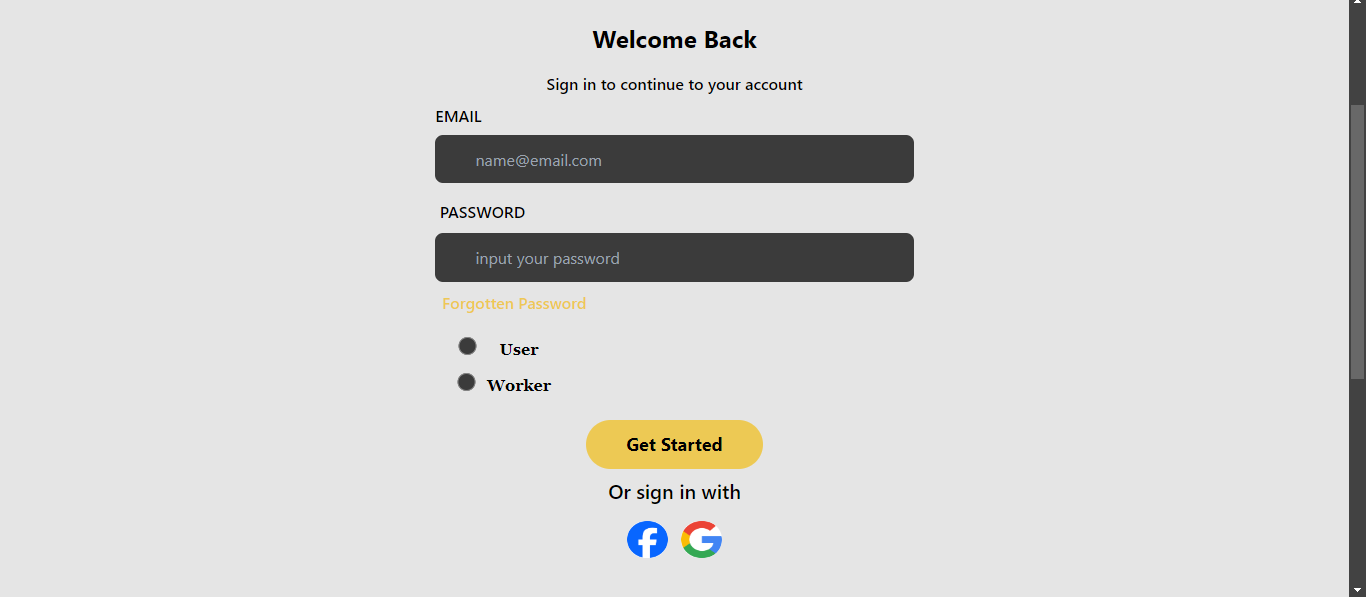 Welcome Back
Sign in to continue to your account
EMAIL
name@email.com
PASSWORD
input your password
Forgotten Password
User
Worker
Get Started
Or sign in with